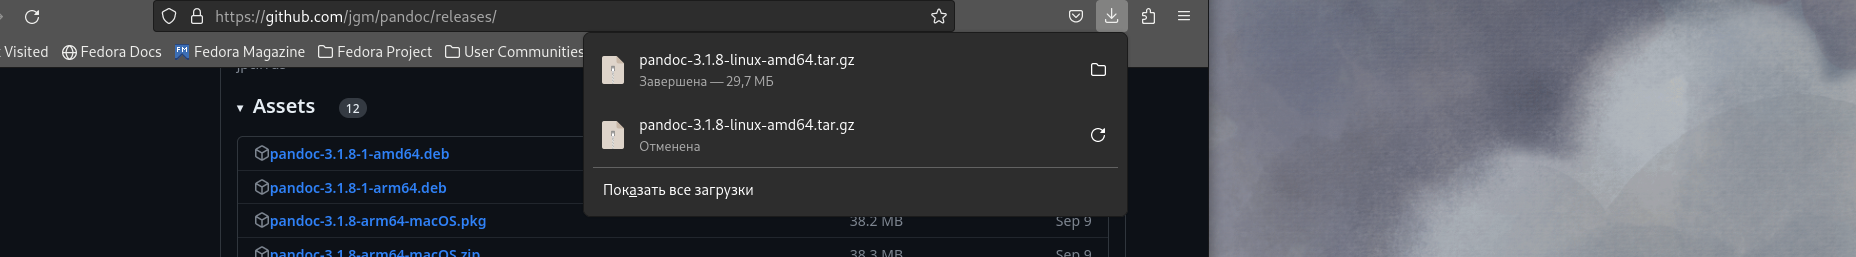 https://github.com/jgm/pandoc/releases/
Visited Fedora Docs Fedora Magazine Fedora Project User Communities
Assets 12
pandoc-3.1.8-1-amd64.deb
pandoc-3.1.8-1-arm64.deb
pandoc-3.1.8-arm64-macOS.pkg 38.2 MB Sep 9
pandoc-3.1.8-arm64-macOS.zip 38.3 MB Sep 9
pandoc-3.1.8-linux-amd64.tar.gz
Завершена — 29,7 МБ
pandoc-3.1.8-linux-amd64.tar.gz
Отменена
Показать все загрузки